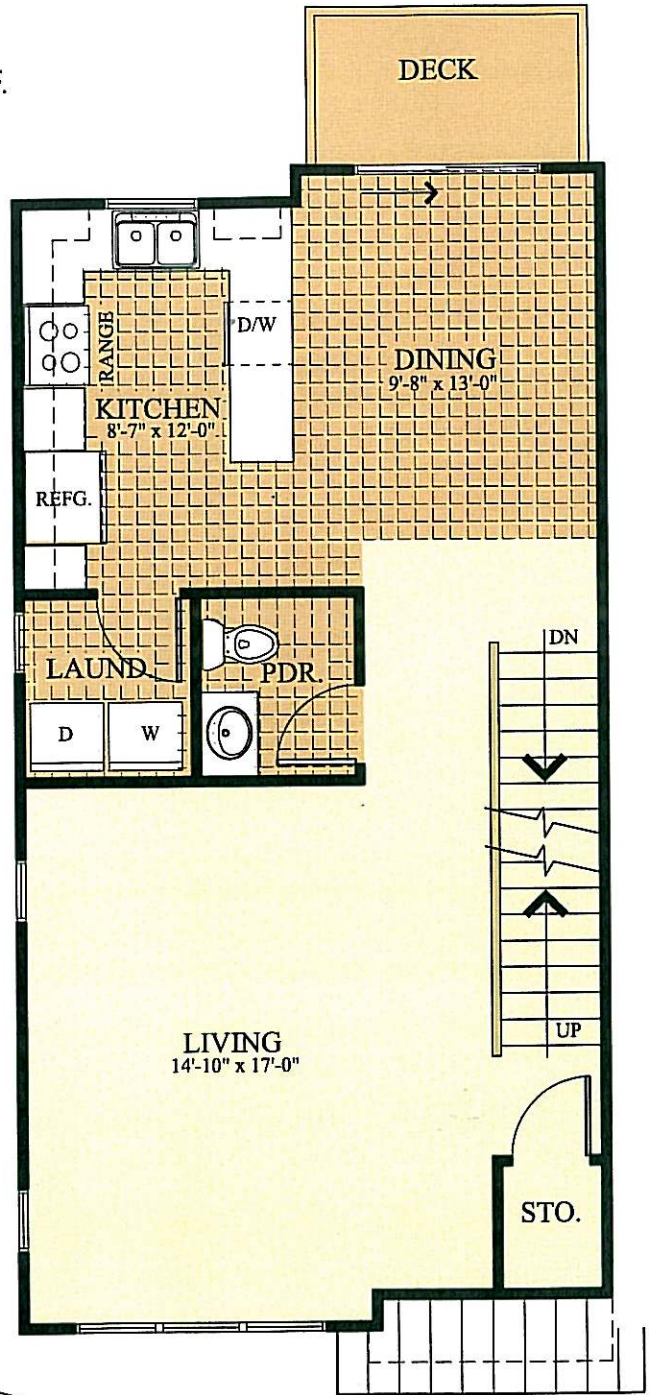 DECK
D/W
RANGE
DINING
9'-8" x 13'-0"
KITCHEN
8'-7" x 12'-0"
REFG.
DN
LAUND.
PDR.
D
W
UP
LIVING
14'-10" x 17'-0"
STO.